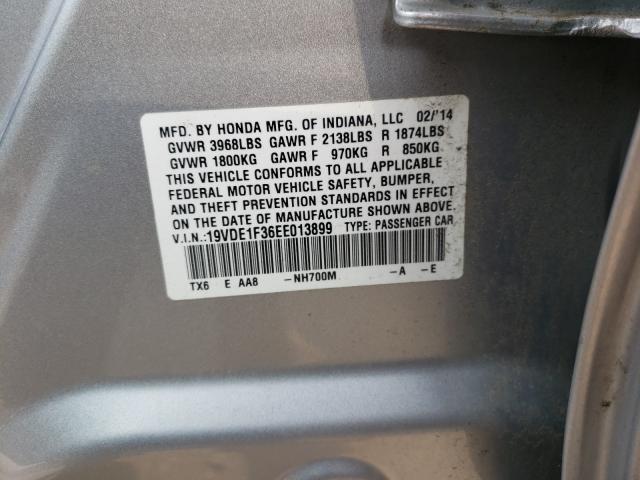 MFD. BY HONDA MFG. OF INDIANA, LLC 02/'14
GVWR 3968LBS GAWR F 2138LBS R 1874LBS
GVWR 1800KG GAWR F 970KG R 850KG
THIS VEHICLE CONFORMS TO ALL APPLICABLE
FEDERAL MOTOR VEHICLE SAFETY, BUMPER,
AND THEFT PREVENTION STANDARDS IN EFFECT
ON THE DATE OF MANUFACTURE SHOWN ABOVE.
V.I.N.:19VDE1F36EE013899 TYPE: PASSENGER CAR
TX6 E AA8 -NH700M -A -E